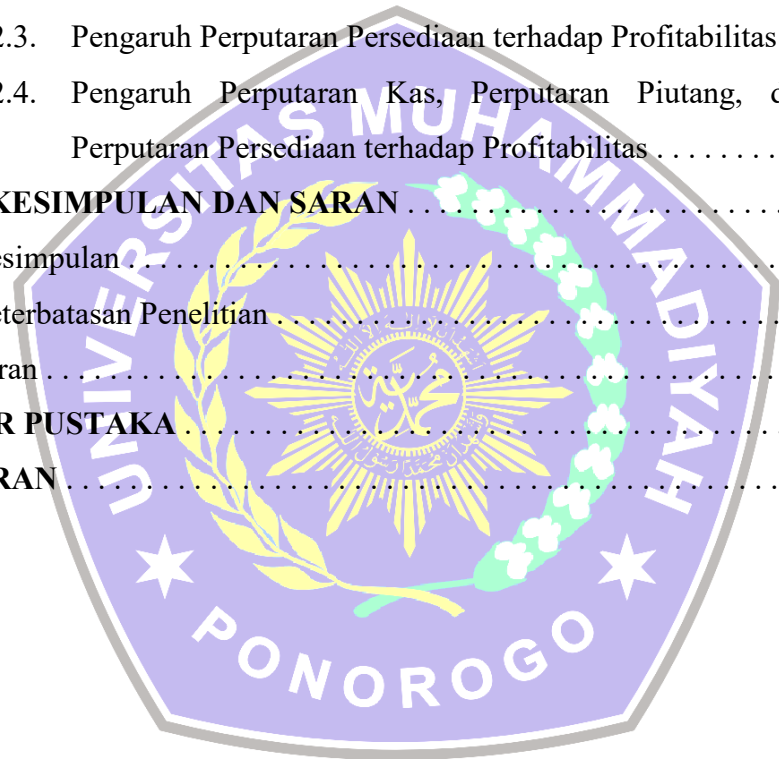 2.3. Pengaruh Perputaran Persediaan terhadap Profitabilitas
2.4. Pengaruh Perputaran Kas, Perputaran Piutang, d
Perputaran Persediaan terhadap Profitabilitas . . . . . . . . .
KESIMPULAN DAN SARAN . . . . . . . . . . . . . . . . . . . . . .
esimpulan . . . . . . . . . . . . . . . . . . . . . . . . . . . . . . . . . . . .
eterbatasan Penelitian . . . . . . . . . . . . . . . . . . . . . . . . . . .
ran . . . . . . . . . . . . . . . . . . . . . . . . . . . . . . . . . . . . . . . . .
R PUSTAKA . . . . . . . . . . . . . . . . . . . . . . . . . . . . . . . . .
RAN . . . . . . . . . . . . . . . . . . . . . . . . . . . . . . . . . . . . . . . .
UNIVERSITAS MUHAMMADIYAH
محمدية
PONOROGO